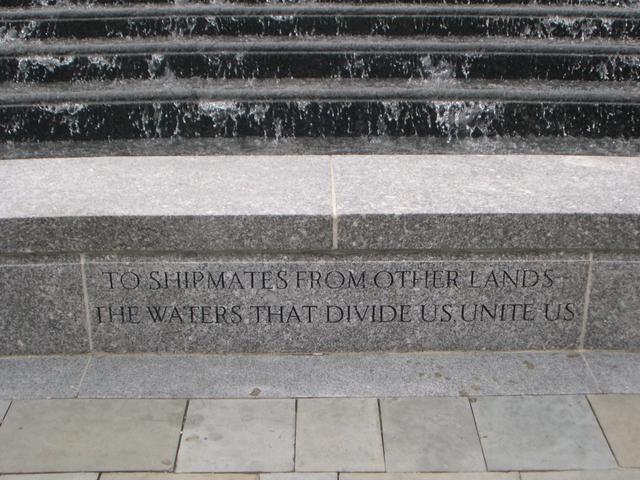 TO SHIPMATES FROM OTHER LANDS -
THE WATERS THAT DIVIDE US, UNITE US